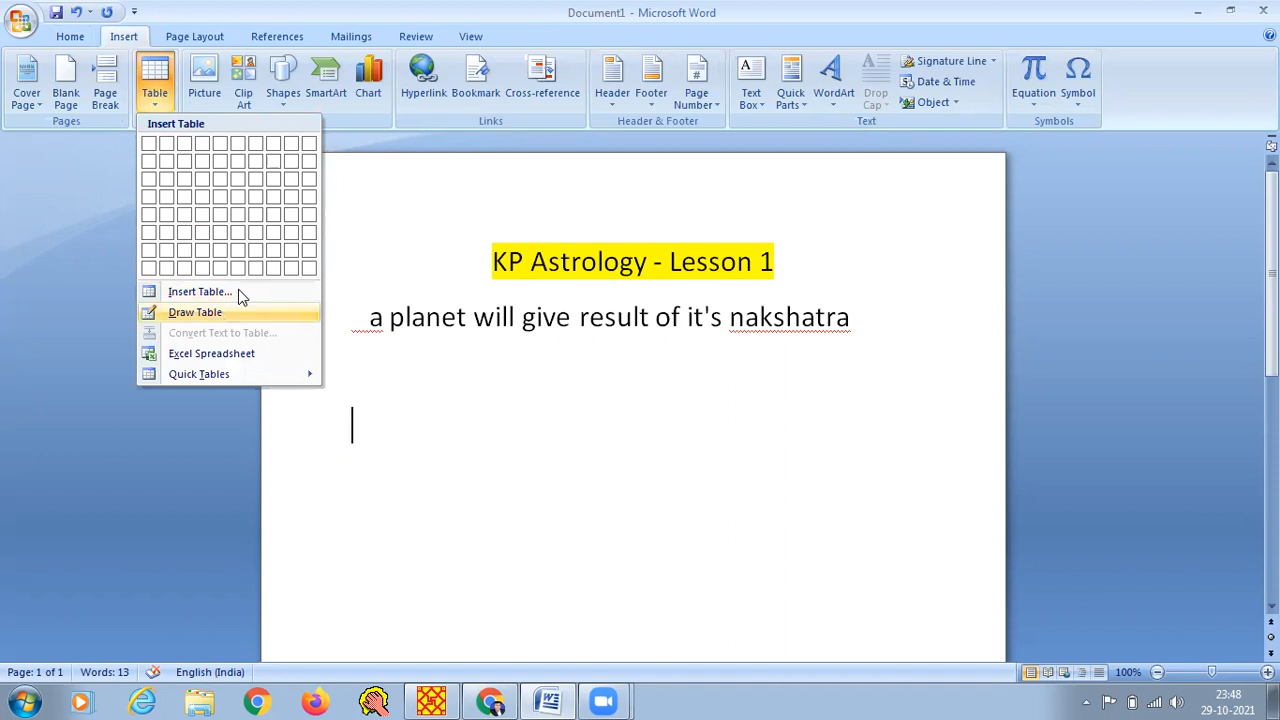 Document1 - Microsoft Word
Home Insert Page Layout References Mailings Review View
Cover Page
Blank Page
Page Break
Table
Picture
Clip Art
Shapes
SmartArt
Chart
Hyperlink
Bookmark
Cross-reference
Header
Footer
Page Number
Text Box
Quick Parts
WordArt
Drop Cap
Signature Line
Date & Time
Object
Equation
Symbol
Pages
Links
Header & Footer
Text
Symbols
Insert Table
Insert Table...
Draw Table
Convert Text to Table...
Excel Spreadsheet
Quick Tables
KP Astrology - Lesson 1
a planet will give result of it's nakshatra
Page: 1 of 1 Words: 13 English (India) 100%
23:48
29-10-2021